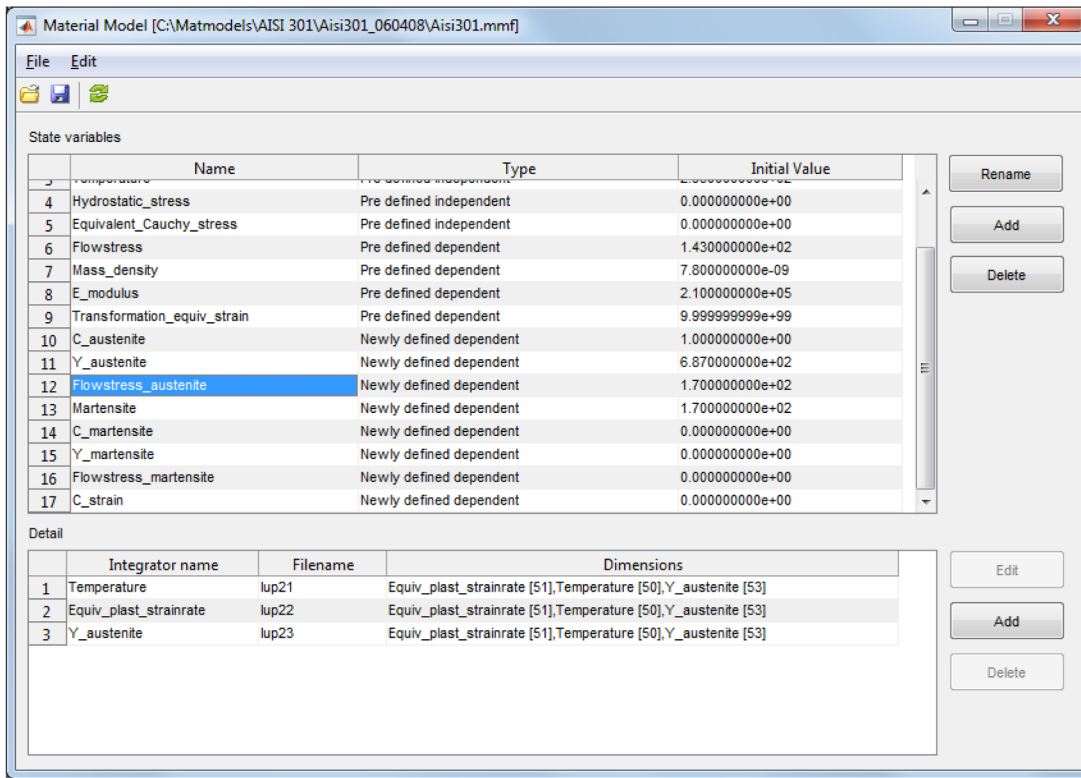 Material Model [C:\Matmodels\AISI 301\Aisi301_060408\Aisi301.mmf]
File Edit
State variables
Name Type Initial Value
4 Hydrostatic_stress Pre defined independent 0.000000000e+00
5 Equivalent_Cauchy_stress Pre defined independent 0.000000000e+00
6 Flowstress Pre defined dependent 1.430000000e+02
7 Mass_density Pre defined dependent 7.800000000e-09
8 E_modulus Pre defined dependent 2.100000000e+05
9 Transformation_equiv_strain Pre defined dependent 9.999999999e+99
10 C_austenite Newly defined dependent 1.000000000e+00
11 Y_austenite Newly defined dependent 6.870000000e+02
12 Flowstress_austenite Newly defined dependent 1.700000000e+02
13 Martensite Newly defined dependent 1.700000000e+02
14 C_martensite Newly defined dependent 0.000000000e+00
15 Y_martensite Newly defined dependent 0.000000000e+00
16 Flowstress_martensite Newly defined dependent 0.000000000e+00
17 C_strain Newly defined dependent 0.000000000e+00
Rename
Add
Delete
Detail
Integrator name Filename Dimensions
1 Temperature lup21 Equiv_plast_strainrate [51],Temperature [50],Y_austenite [53]
2 Equiv_plast_strainrate lup22 Equiv_plast_strainrate [51],Temperature [50],Y_austenite [53]
3 Y_austenite lup23 Equiv_plast_strainrate [51],Temperature [50],Y_austenite [53]
Edit
Add
Delete